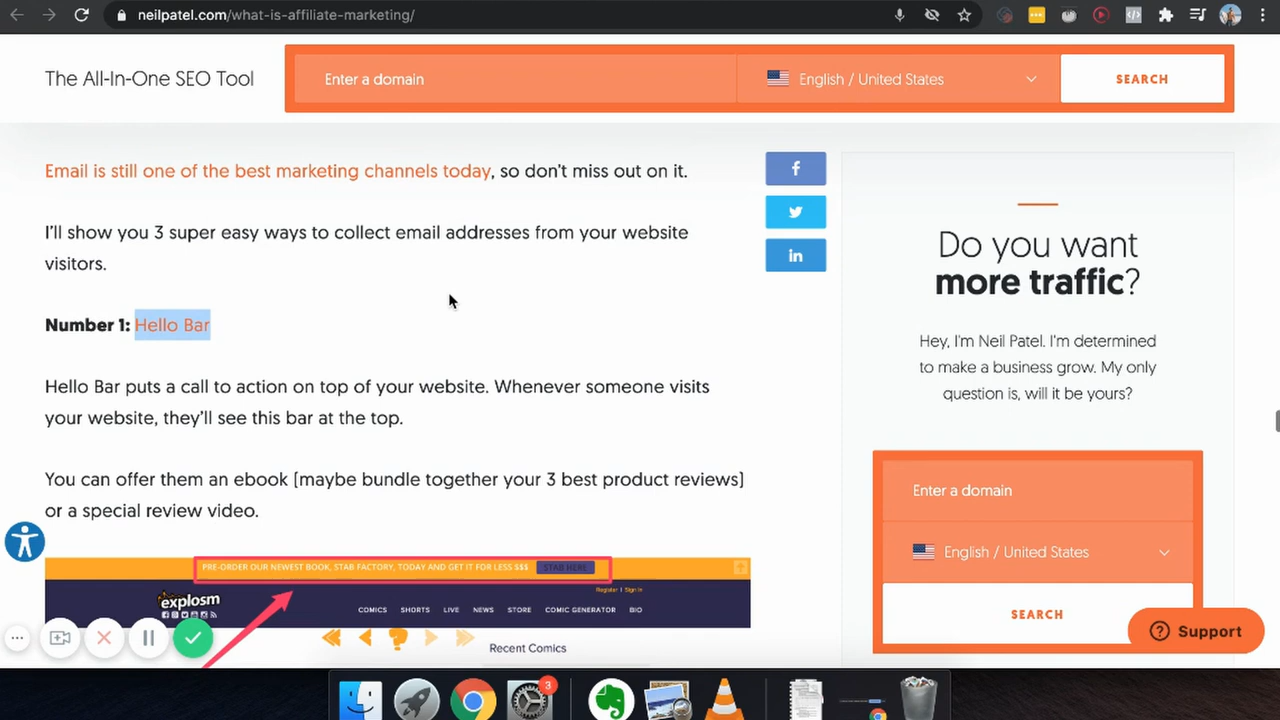 neilpatel.com/what-is-affiliate-marketing/
The All-In-One SEO Tool
Enter a domain
English / United States
SEARCH
Email is still one of the best marketing channels today, so don't miss out on it.
I'll show you 3 super easy ways to collect email addresses from your website
visitors.
Number 1: Hello Bar
Hello Bar puts a call to action on top of your website. Whenever someone visits
your website, they'll see this bar at the top.
You can offer them an ebook [maybe bundle together your 3 best product reviews]
or a special review video.
PRE-ORDER OUR NEWEST BOOK, STAB FACTORY, TODAY AND GET IT FOR LESS $$$
STAB HERE
Register | Sign in
explosm
COMICS SHORTS LIVE NEWS STORE COMIC GENERATOR BIO
Recent Comics
f
in
Do you want
more traffic?
Hey, I'm Neil Patel. I'm determined
to make a business grow. My only
question is, will it be yours?
Enter a domain
English / United States
SEARCH
Support
3